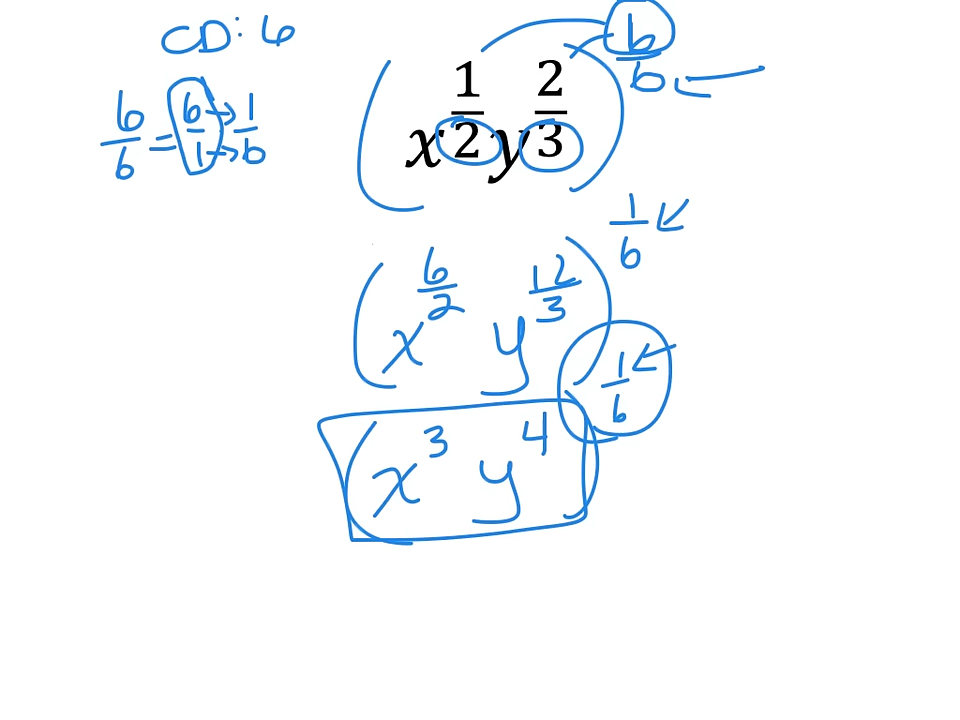 CD: 6
6/6 = 6/1 → 1/6
(x^(1/2) y^(2/3))^(6/6)
1/6
(x^(6/2) y^(12/3))^(1/6)
(x^3 y^4)